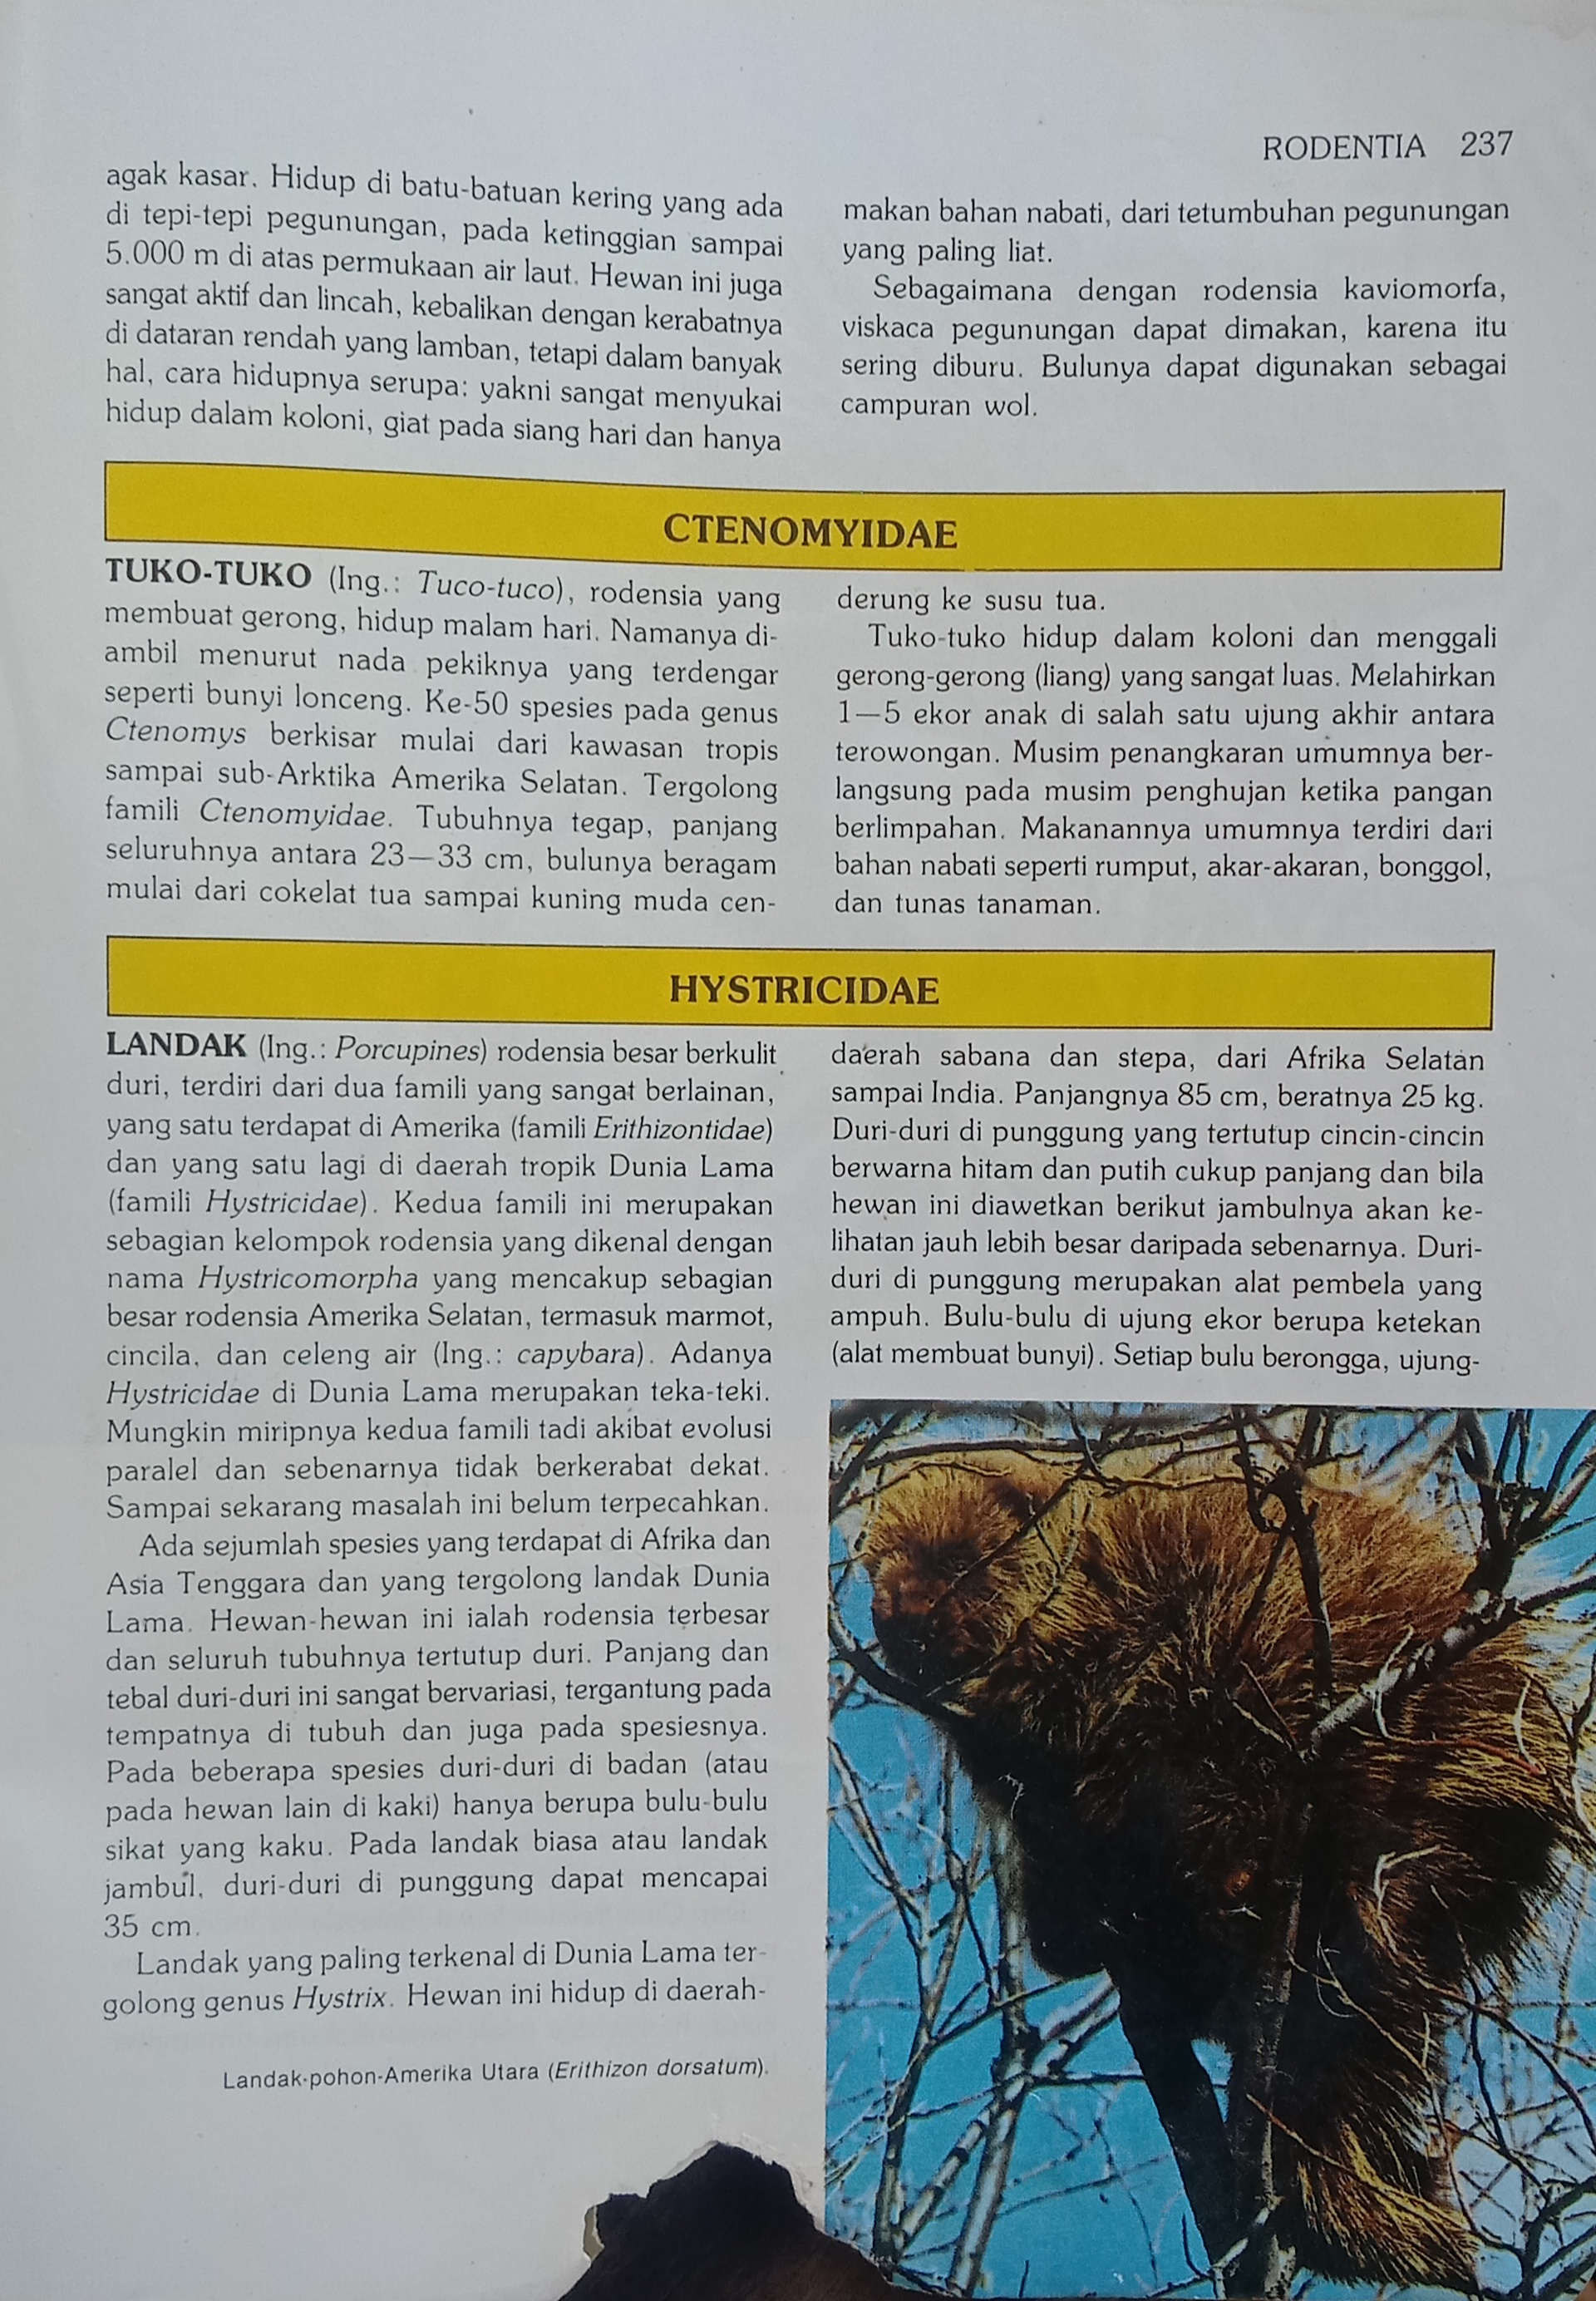 RODENTIA 237
agak kasar. Hidup di batu-batuan kering yang ada
di tepi-tepi pegunungan, pada ketinggian sampai
5.000 m di atas permukaan air laut. Hewan ini juga
sangat aktif dan lincah, kebalikan dengan kerabatnya
di dataran rendah yang lamban, tetapi dalam banyak
hal, cara hidupnya serupa: yakni sangat menyukai
hidup dalam koloni, giat pada siang hari dan hanya
makan bahan nabati, dari tetumbuhan pegunungan
yang paling liat.
Sebagaimana dengan rodensia kaviomorfa,
viskaca pegunungan dapat dimakan, karena itu
sering diburu. Bulunya dapat digunakan sebagai
campuran wol.
CTENOMYIDAE
TUKO-TUKO (Ing.: Tuco-tuco), rodensia yang
membuat gerong, hidup malam hari. Namanya di-
ambil menurut nada pekiknya yang terdengar
seperti bunyi lonceng. Ke-50 spesies pada genus
Ctenomys berkisar mulai dari kawasan tropis
sampai sub-Arktika Amerika Selatan. Tergolong
famili Ctenomyidae. Tubuhnya tegap, panjang
seluruhnya antara 23—33 cm, bulunya beragam
mulai dari cokelat tua sampai kuning muda cen-
derung ke susu tua.
Tuko-tuko hidup dalam koloni dan menggali
gerong-gerong (liang) yang sangat luas. Melahirkan
1—5 ekor anak di salah satu ujung akhir antara
terowongan. Musim penangkaran umumnya ber-
langsung pada musim penghujan ketika pangan
berlimpahan. Makanannya umumnya terdiri dari
bahan nabati seperti rumput, akar-akaran, bonggol,
dan tunas tanaman.
HYSTRICIDAE
LANDAK (Ing.: Porcupines) rodensia besar berkulit
duri, terdiri dari dua famili yang sangat berlainan,
yang satu terdapat di Amerika (famili Erithizontidae)
dan yang satu lagi di daerah tropik Dunia Lama
(famili Hystricidae). Kedua famili ini merupakan
sebagian kelompok rodensia yang dikenal dengan
nama Hystricomorpha yang mencakup sebagian
besar rodensia Amerika Selatan, termasuk marmot,
cincila, dan celeng air (Ing.: capybara). Adanya
Hystricidae di Dunia Lama merupakan teka-teki.
Mungkin miripnya kedua famili tadi akibat evolusi
paralel dan sebenarnya tidak berkerabat dekat.
Sampai sekarang masalah ini belum terpecahkan.
Ada sejumlah spesies yang terdapat di Afrika dan
Asia Tenggara dan yang tergolong landak Dunia
Lama. Hewan-hewan ini ialah rodensia terbesar
dan seluruh tubuhnya tertutup duri. Panjang dan
tebal duri-duri ini sangat bervariasi, tergantung pada
tempatnya di tubuh dan juga pada spesiesnya.
Pada beberapa spesies duri-duri di badan (atau
pada hewan lain di kaki) hanya berupa bulu-bulu
sikat yang kaku. Pada landak biasa atau landak
jambul, duri-duri di punggung dapat mencapai
35 cm.
Landak yang paling terkenal di Dunia Lama ter-
golong genus Hystrix. Hewan ini hidup di daerah-
daerah sabana dan stepa, dari Afrika Selatan
sampai India. Panjangnya 85 cm, beratnya 25 kg.
Duri-duri di punggung yang tertutup cincin-cincin
berwarna hitam dan putih cukup panjang dan bila
hewan ini diawetkan berikut jambulnya akan ke-
lihatan jauh lebih besar daripada sebenarnya. Duri-
duri di punggung merupakan alat pembela yang
ampuh. Bulu-bulu di ujung ekor berupa ketekan
(alat membuat bunyi). Setiap bulu berongga, ujung-
Landak-pohon-Amerika Utara (Erithizon dorsatum).